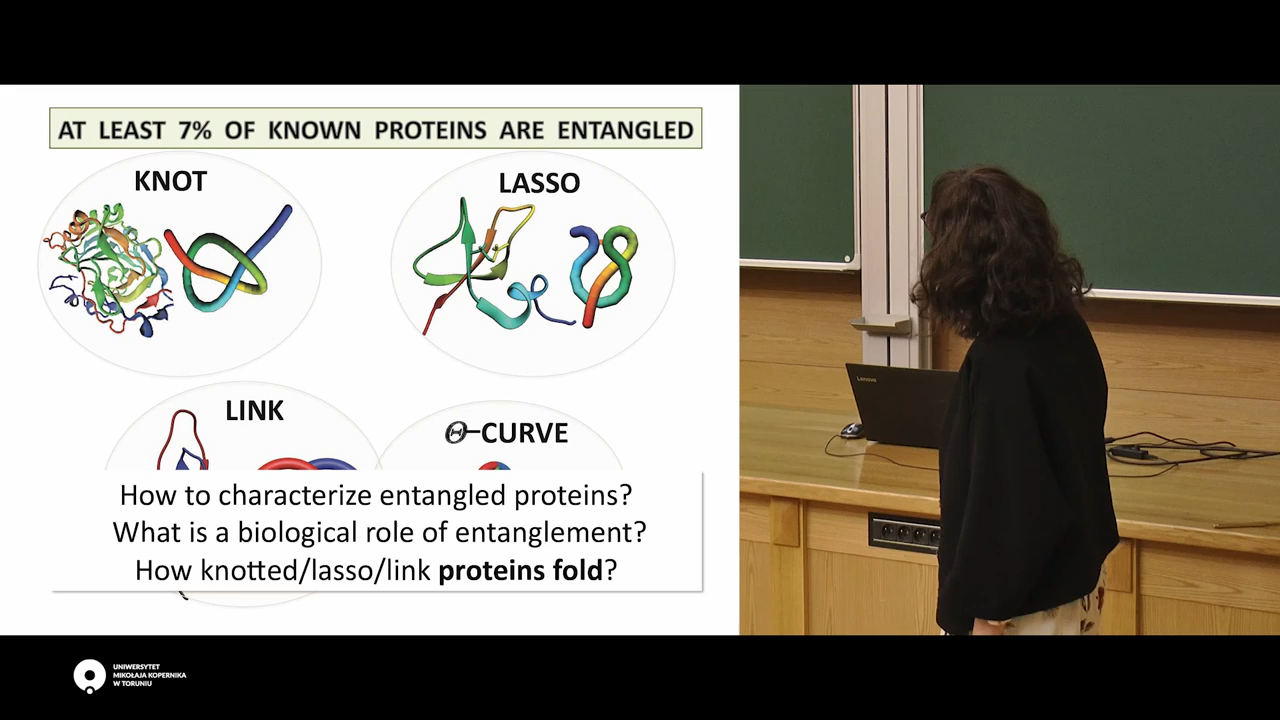 AT LEAST 7% OF KNOWN PROTEINS ARE ENTANGLED
KNOT
LASSO
LINK
Θ–CURVE
How to characterize entangled proteins?
What is a biological role of entanglement?
How knotted/lasso/link proteins fold?
Lenovo
UNIWERSYTET
MIKOŁAJA KOPERNIKA
W TORUNIU